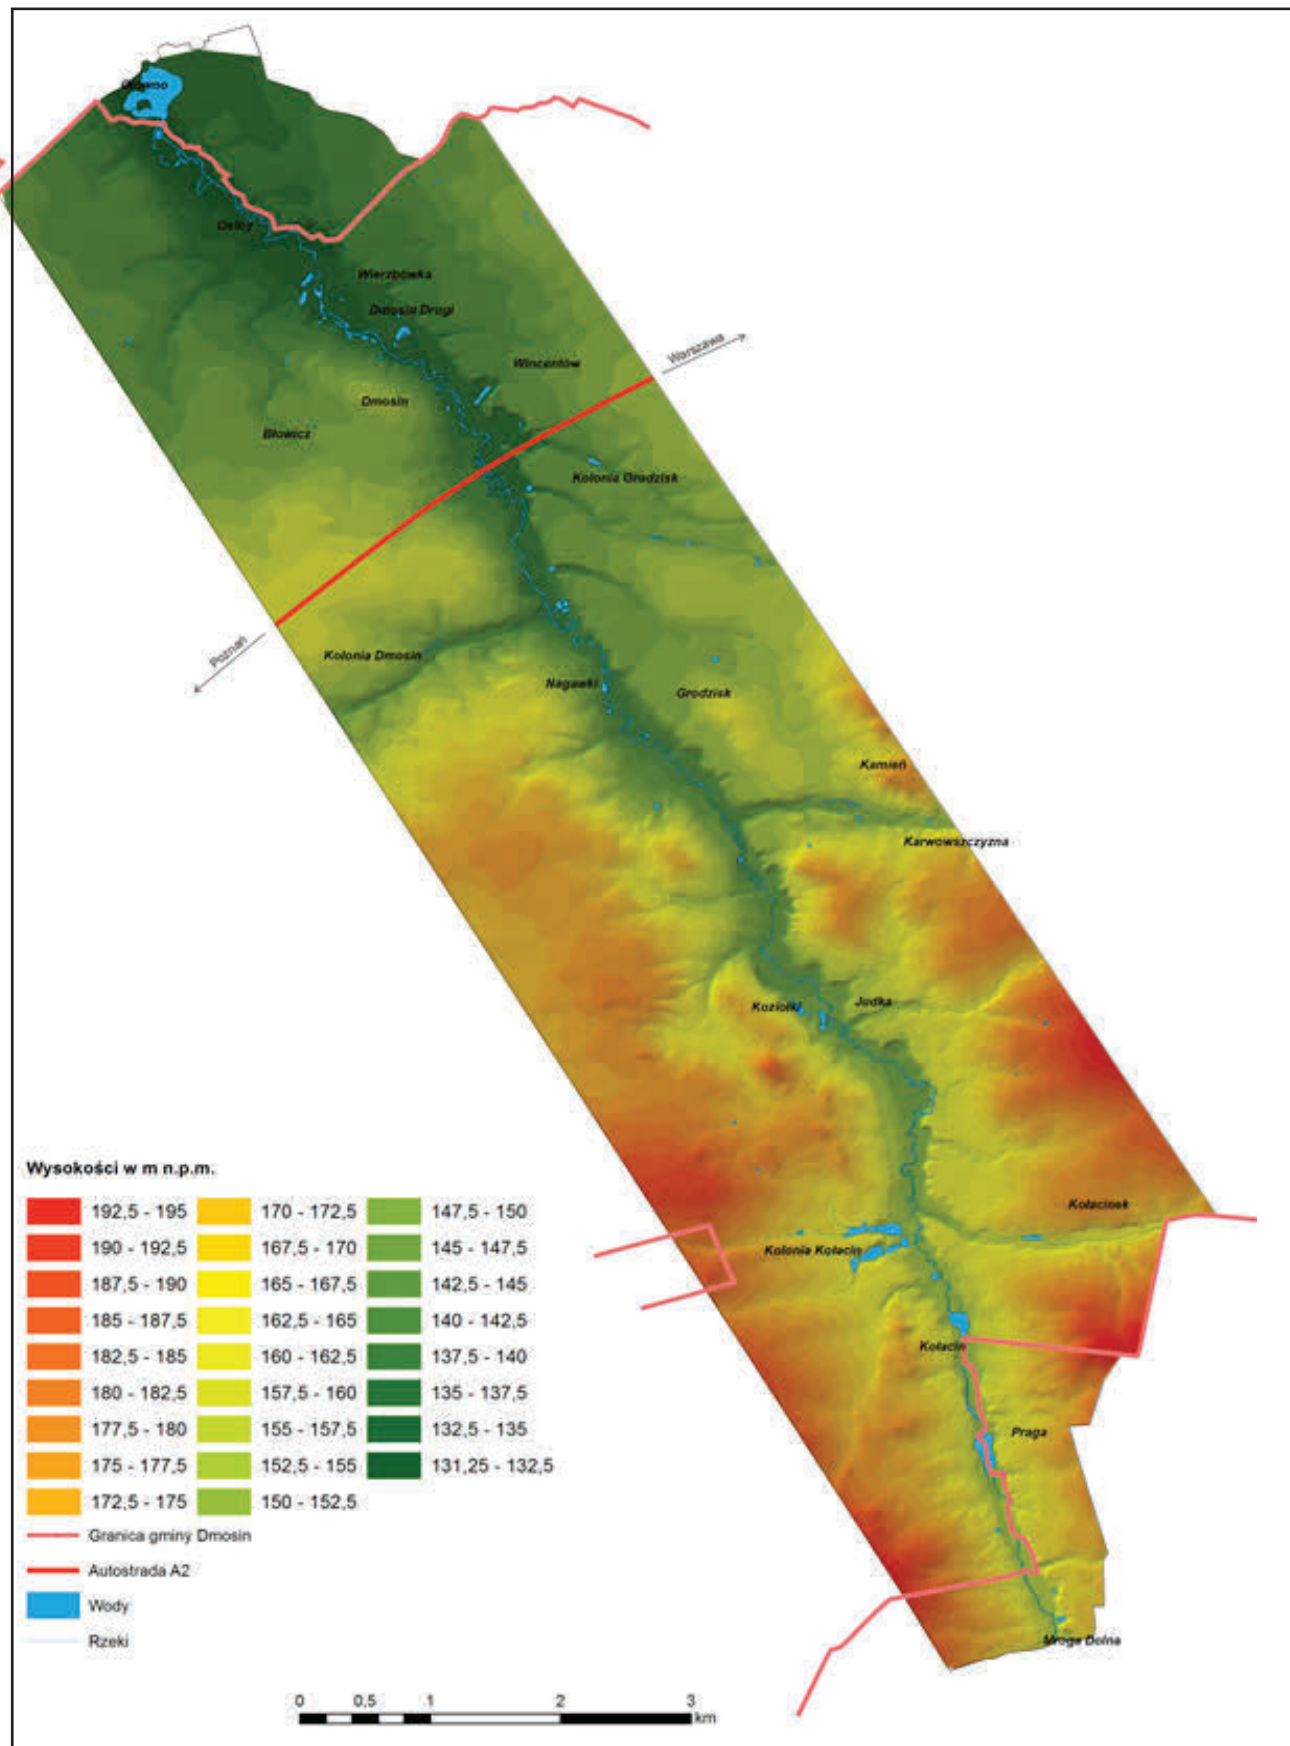 Głowno
Osiny
Wierzbówka
Dmosin Drugi
Warszawa
Wincentów
Dmosin
Błowicz
Kolonia Grodzisk
Poznań
Kolonia Dmosin
Nagawki
Grodzisk
Kamień
Karwowszczyzna
Koziołki
Judka
Kołacinek
Kolonia Kołacin
Kołacin
Praga
Mroga Dolna
Wysokości w m n.p.m.
192,5 - 195 170 - 172,5 147,5 - 150
190 - 192,5 167,5 - 170 145 - 147,5
187,5 - 190 165 - 167,5 142,5 - 145
185 - 187,5 162,5 - 165 140 - 142,5
182,5 - 185 160 - 162,5 137,5 - 140
180 - 182,5 157,5 - 160 135 - 137,5
177,5 - 180 155 - 157,5 132,5 - 135
175 - 177,5 152,5 - 155 131,25 - 132,5
172,5 - 175 150 - 152,5
Granica gminy Dmosin
Autostrada A2
Wody
Rzeki
0 0,5 1 2 3
km